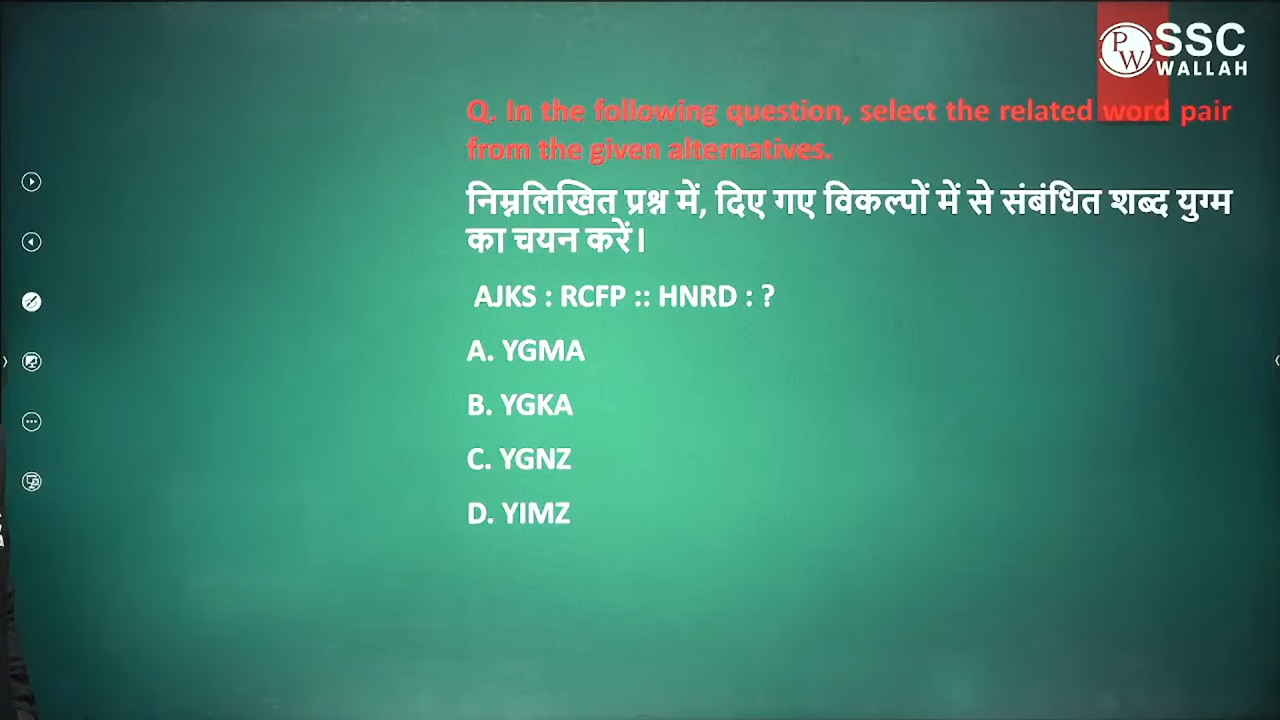 PW SSC
WALLAH
Q. In the following question, select the related word pair
from the given alternatives.
निम्नलिखित प्रश्न में, दिए गए विकल्पों में से संबंधित शब्द युग्म
का चयन करें।
AJKS : RCFP :: HNRD : ?
A. YGMA
B. YGKA
C. YGNZ
D. YIMZ